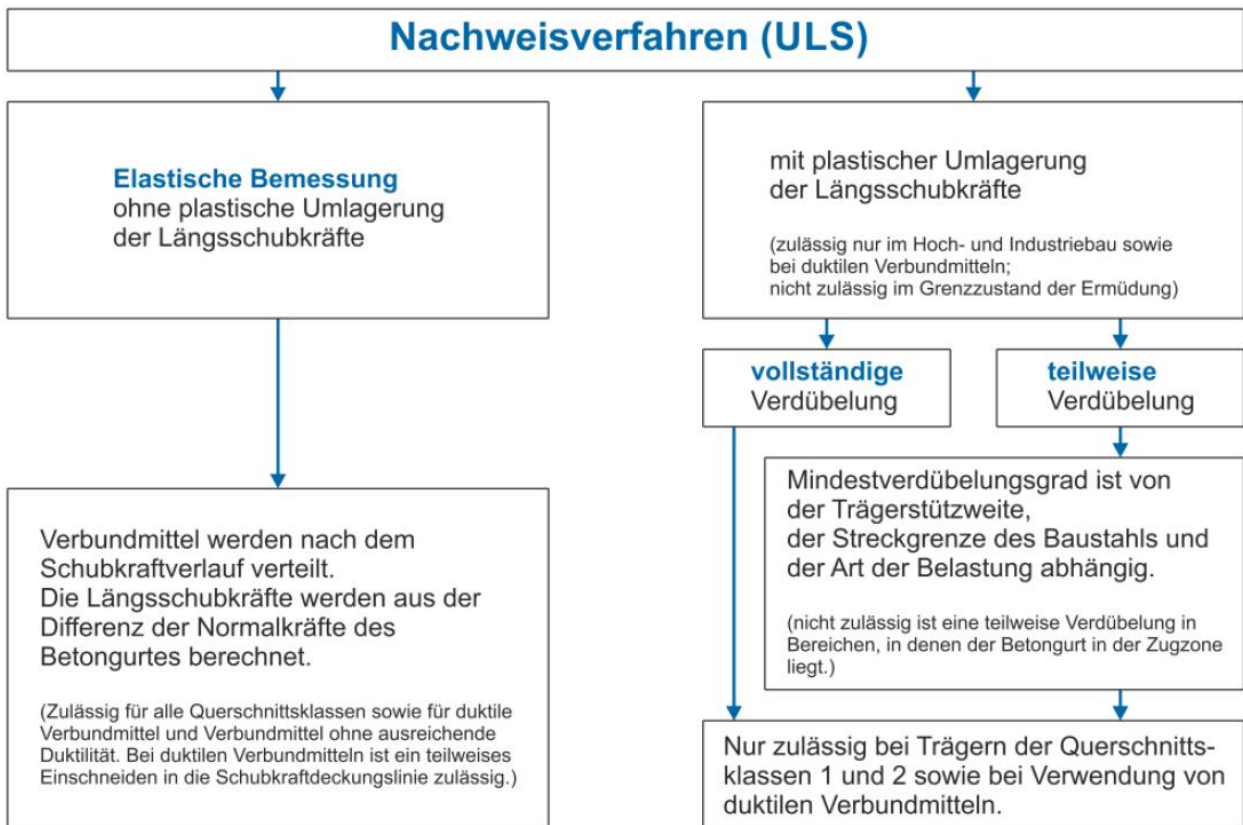 Nachweisverfahren (ULS)
Elastische Bemessung
ohne plastische Umlagerung
der Längsschubkräfte
mit plastischer Umlagerung
der Längsschubkräfte
(zulässig nur im Hoch- und Industriebau sowie
bei duktilen Verbundmitteln;
nicht zulässig im Grenzzustand der Ermüdung)
vollständige
Verdübelung
teilweise
Verdübelung
Verbundmittel werden nach dem
Schubkraftverlauf verteilt.
Die Längsschubkräfte werden aus der
Differenz der Normalkräfte des
Betongurtes berechnet.
(Zulässig für alle Querschnittsklassen sowie für duktile
Verbundmittel und Verbundmittel ohne ausreichende
Duktilität. Bei duktilen Verbundmitteln ist ein teilweises
Einschneiden in die Schubkraftdeckungslinie zulässig.)
Mindestverdübelungsgrad ist von
der Trägerstützweite,
der Streckgrenze des Baustahls und
der Art der Belastung abhängig.
(nicht zulässig ist eine teilweise Verdübelung in
Bereichen, in denen der Betongurt in der Zugzone
liegt.)
Nur zulässig bei Trägern der Querschnitts-
klassen 1 und 2 sowie bei Verwendung von
duktilen Verbundmitteln.